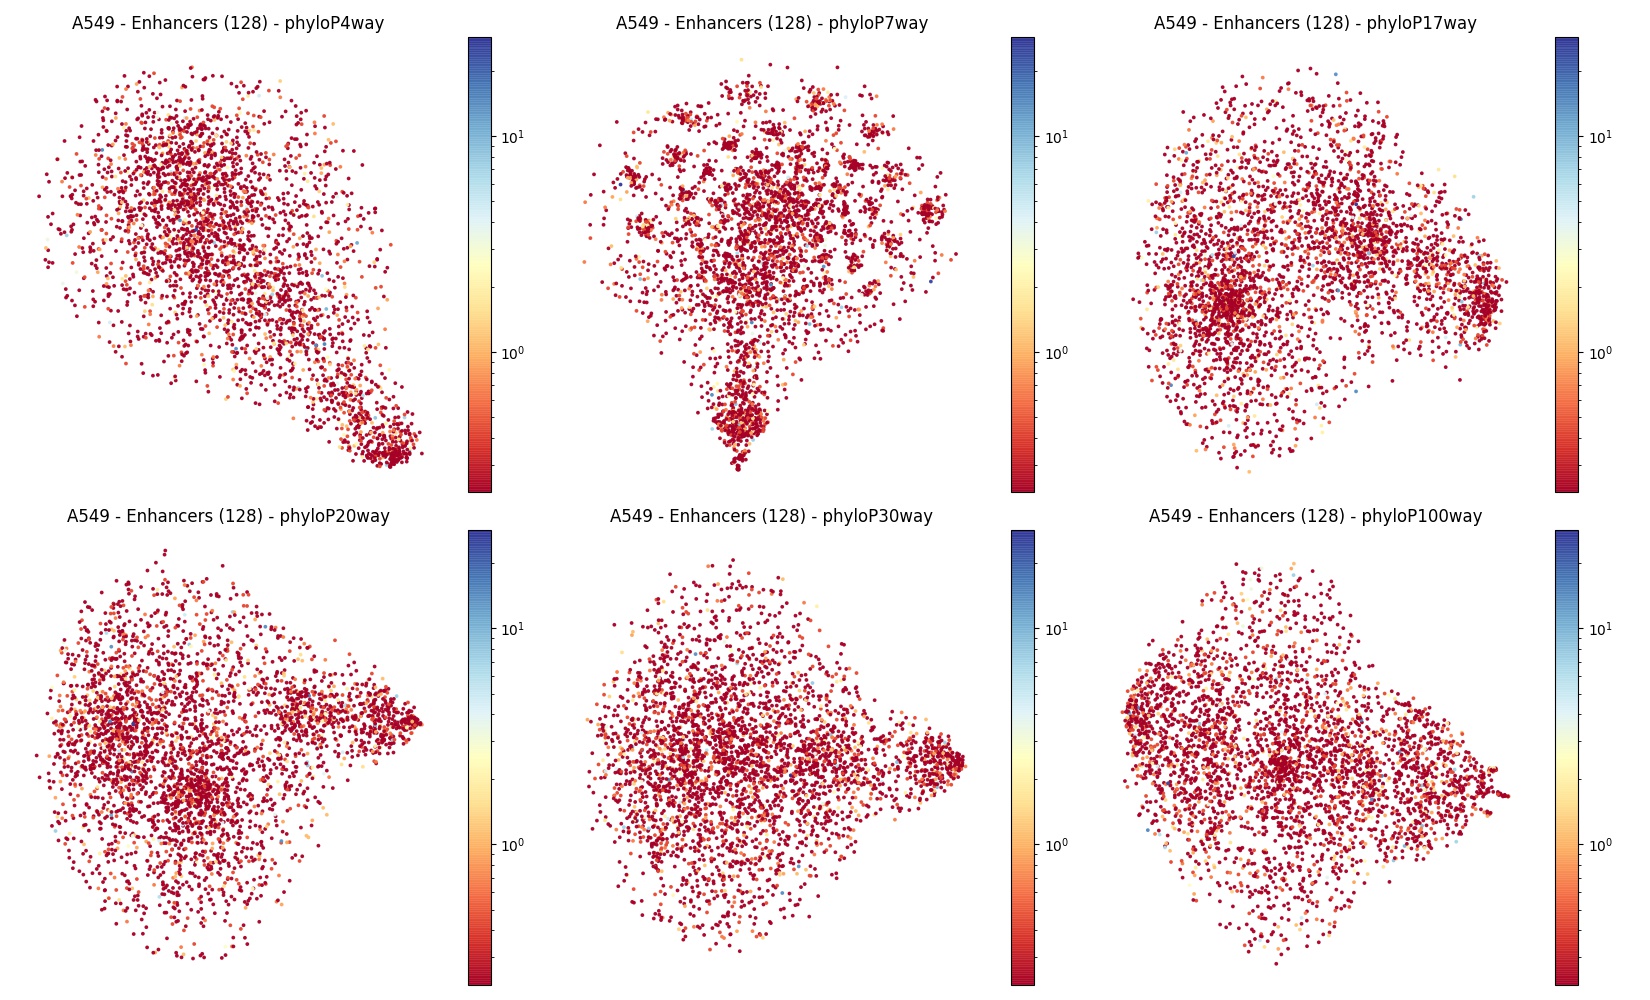 A549 - Enhancers (128) - phyloP4way
A549 - Enhancers (128) - phyloP7way
A549 - Enhancers (128) - phyloP17way
10¹
10⁰
10¹
10⁰
10¹
10⁰
A549 - Enhancers (128) - phyloP20way
A549 - Enhancers (128) - phyloP30way
A549 - Enhancers (128) - phyloP100way
10¹
10⁰
10¹
10⁰
10¹
10⁰